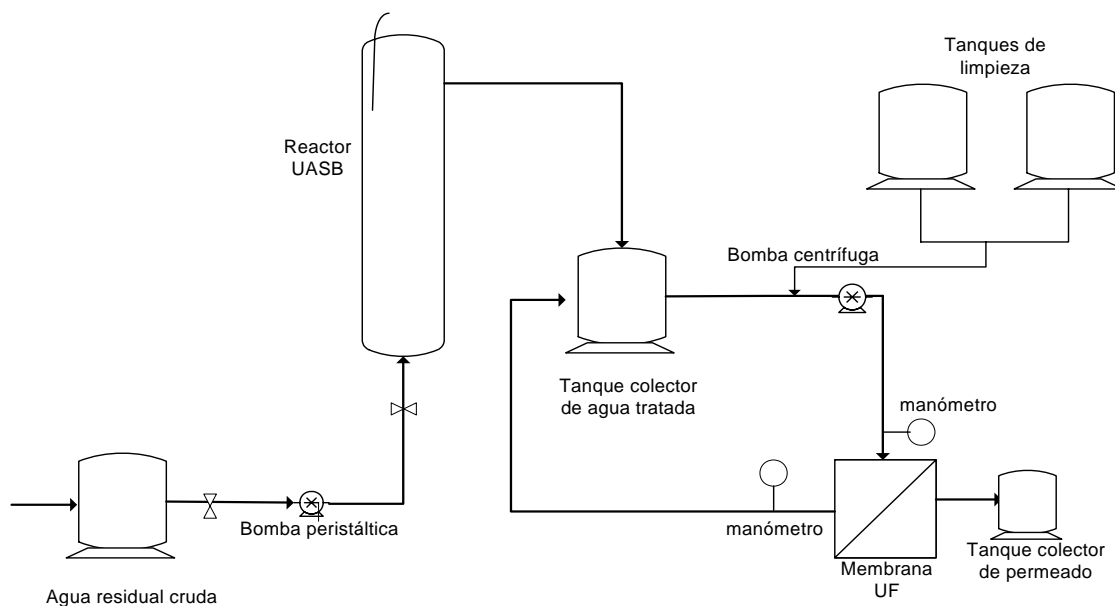 Tanques de
limpieza
Reactor
UASB
Bomba centrífuga
Tanque colector
de agua tratada
manómetro
manómetro
Bomba peristáltica
Membrana
UF
Tanque colector
de permeado
Agua residual cruda